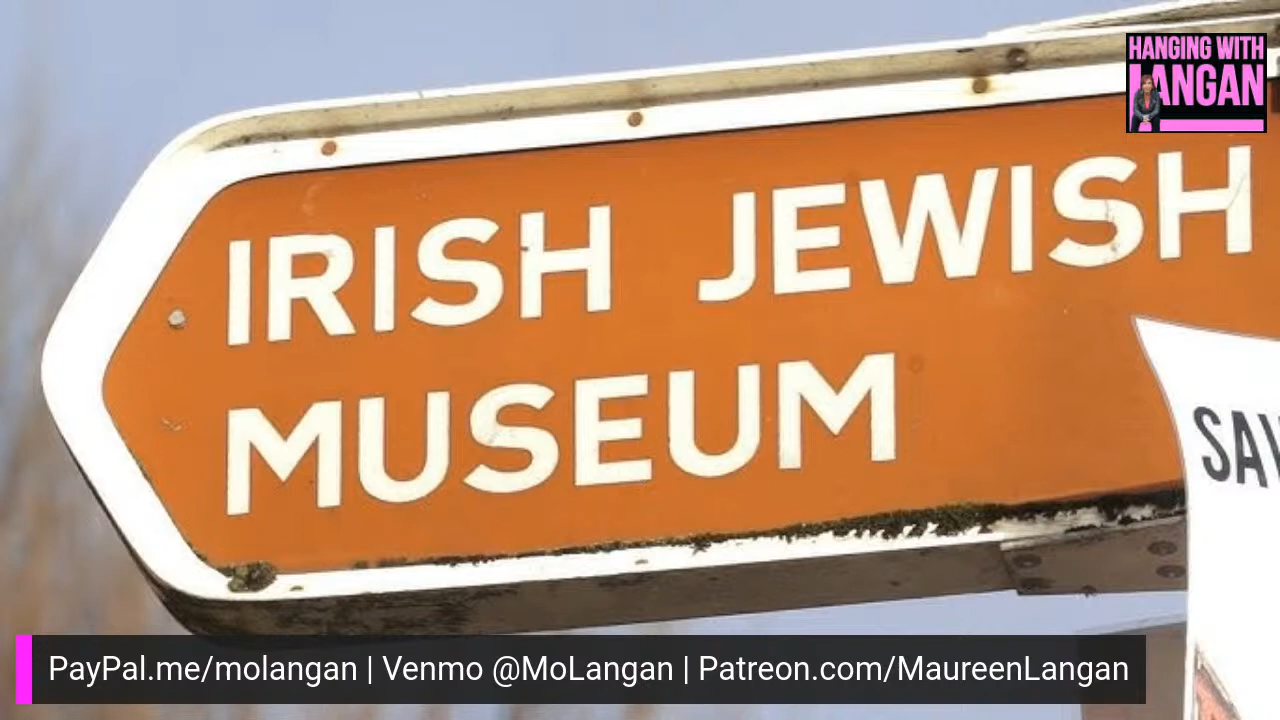 HANGING WITH
LANGAN
IRISH JEWISH
MUSEUM
PayPal.me/molangan | Venmo @MoLangan | Patreon.com/MaureenLangan